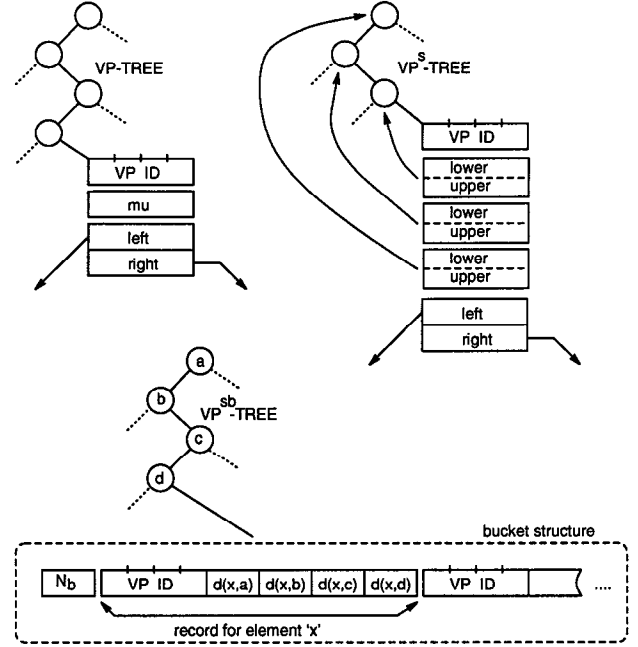 VP-TREE
VP ID
mu
left
right
VPˢ-TREE
VP ID
lower
upper
lower
upper
lower
upper
left
right
a
b
VPˢᵇ-TREE
c
d
bucket structure
N_b VP ID d(x,a) d(x,b) d(x,c) d(x,d) VP ID ....
record for element 'x'